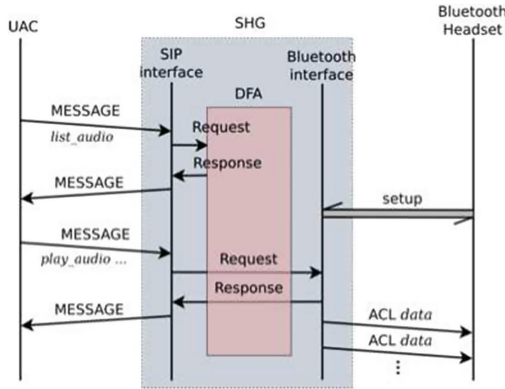 UAC
SHG
Bluetooth
Headset
SIP
interface
Bluetooth
interface
DFA
MESSAGE
list_audio
Request
Response
MESSAGE
setup
MESSAGE
play_audio ...
Request
Response
MESSAGE
ACL data
ACL data